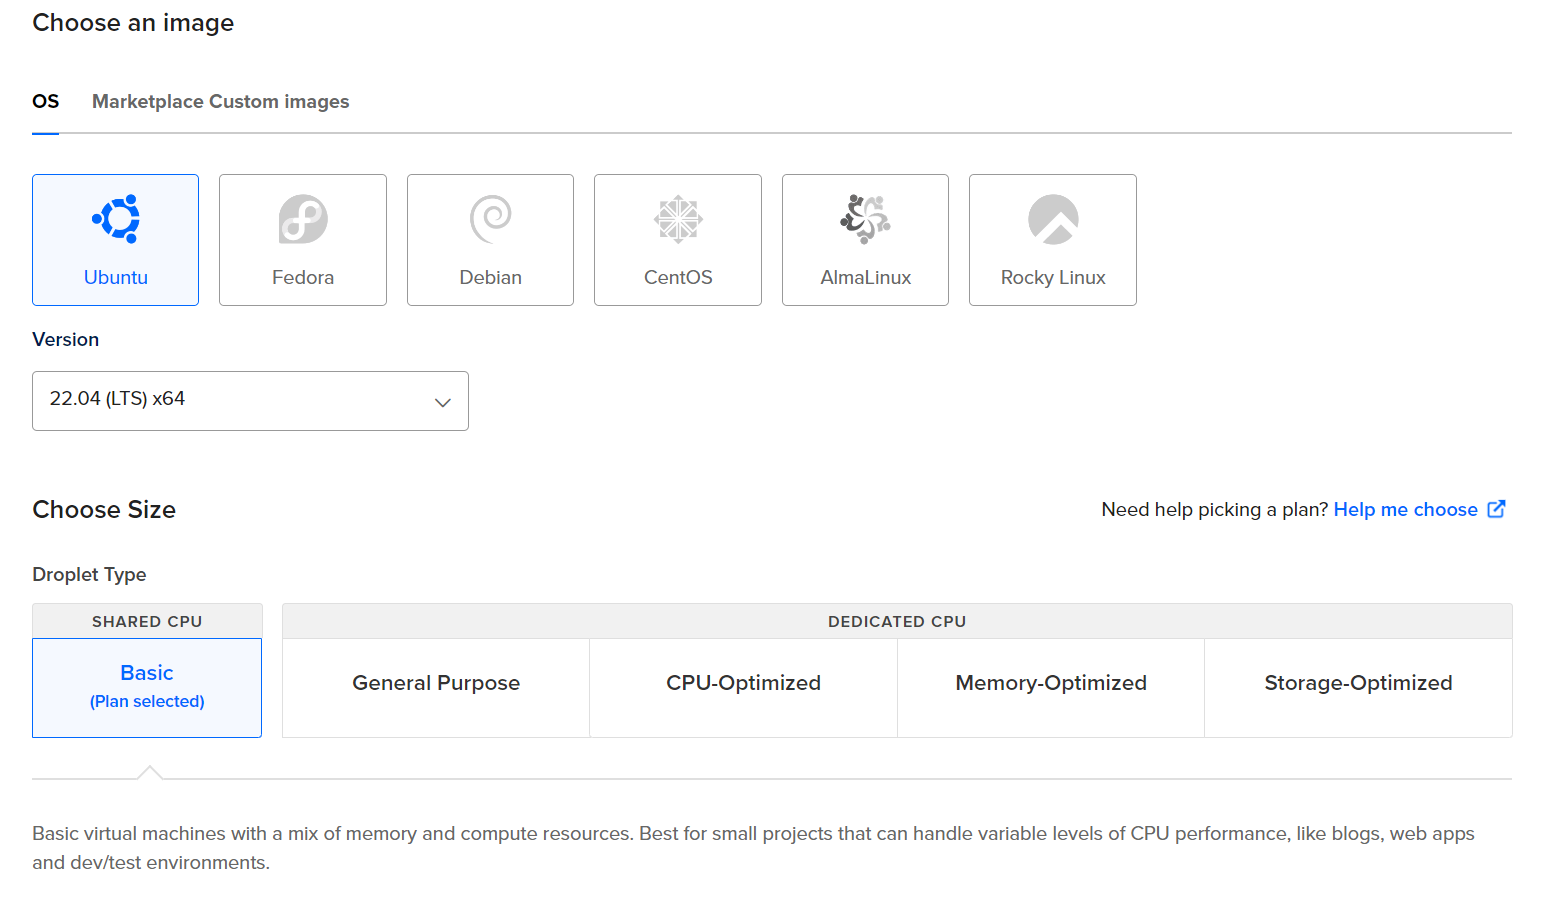 Choose an image
OS Marketplace Custom images
Ubuntu Fedora Debian CentOS AlmaLinux Rocky Linux
Version
22.04 (LTS) x64
Choose Size
Need help picking a plan? Help me choose
Droplet Type
SHARED CPU
DEDICATED CPU
Basic
(Plan selected)
General Purpose
CPU-Optimized
Memory-Optimized
Storage-Optimized
Basic virtual machines with a mix of memory and compute resources. Best for small projects that can handle variable levels of CPU performance, like blogs, web apps
and dev/test environments.